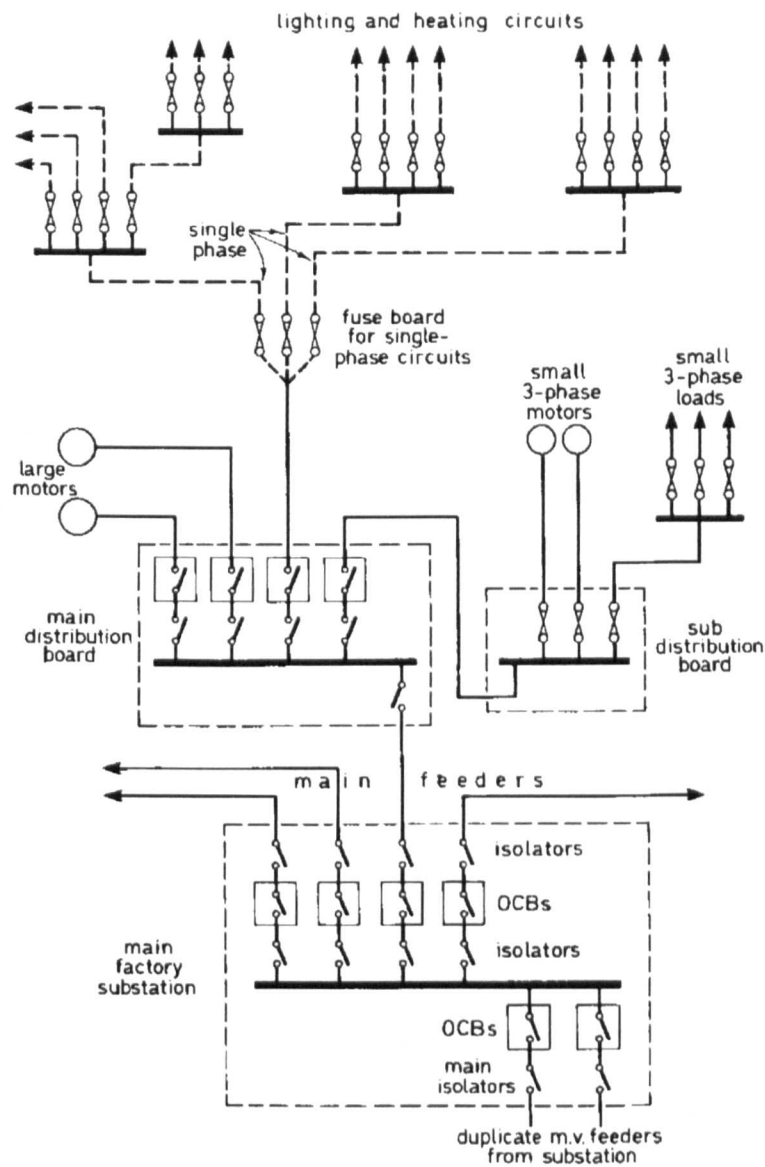 lighting and heating circuits
single
phase
fuse board
for single-
phase circuits
small
3-phase
motors
small
3-phase
loads
large
motors
main
distribution
board
sub
distribution
board
main feeders
isolators
OCBs
isolators
main
factory
substation
OCBs
main
isolators
duplicate m.v. feeders
from substation